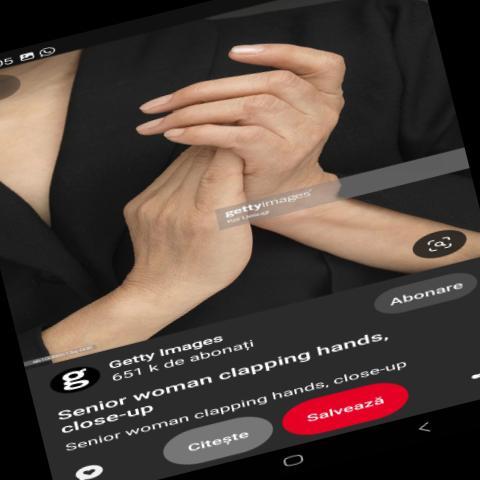 05
gettyimages
Getty Images
651 k de abonați
Abonare
Senior woman clapping hands,
close-up
Senior woman clapping hands, close-up
Citește
Salvează